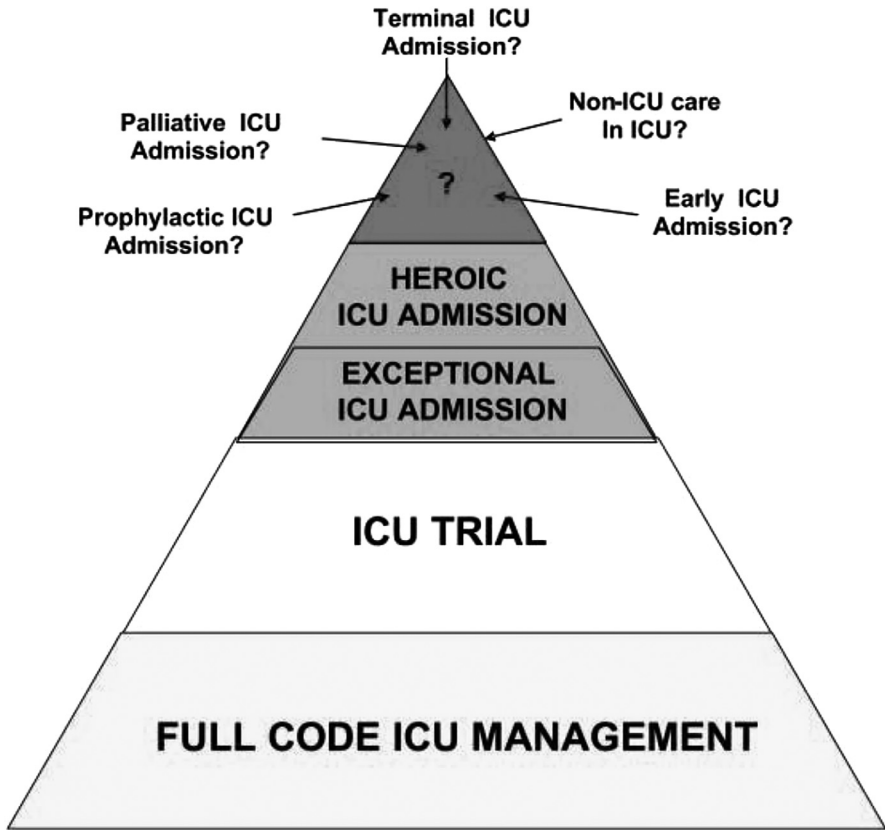 Terminal ICU
Admission?
Non-ICU care
In ICU?
Palliative ICU
Admission?
?
Prophylactic ICU
Admission?
Early ICU
Admission?
HEROIC
ICU ADMISSION
EXCEPTIONAL
ICU ADMISSION
ICU TRIAL
FULL CODE ICU MANAGEMENT